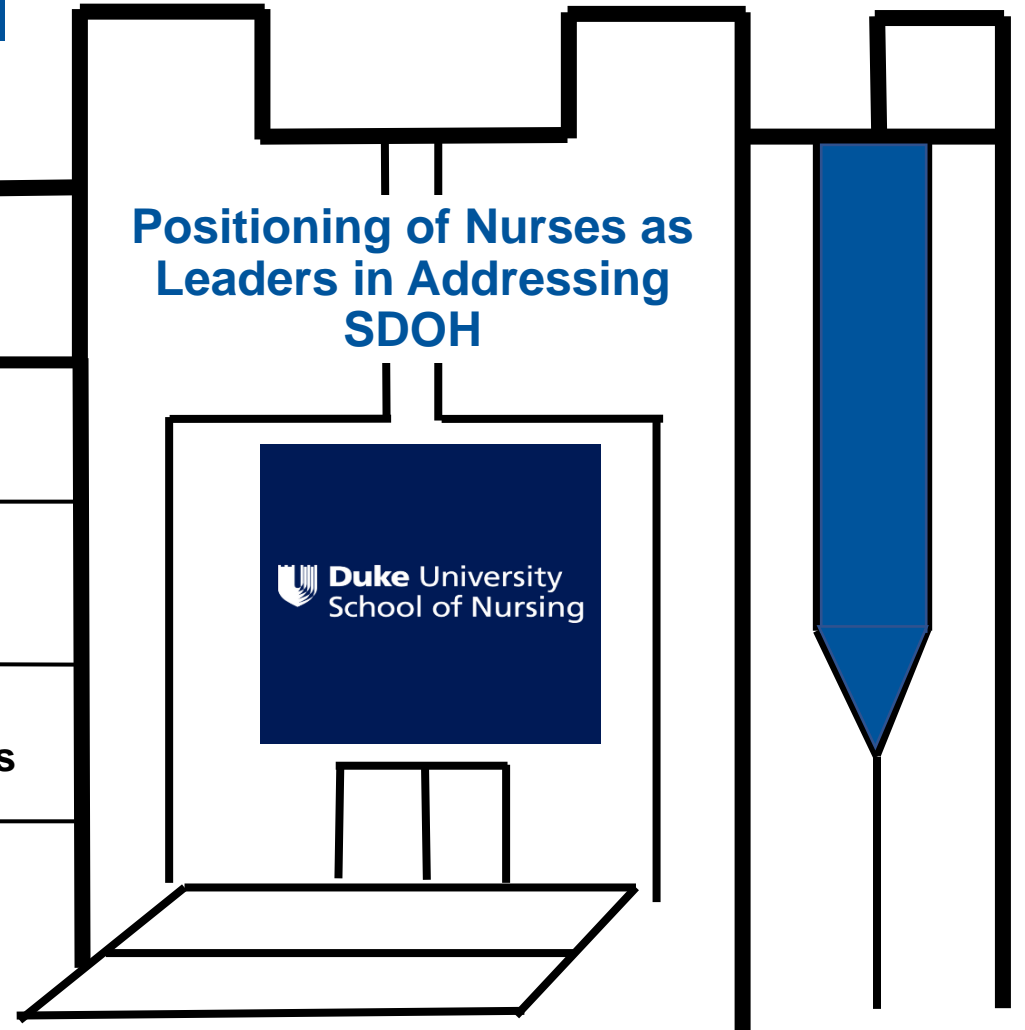 Positioning of Nurses as
Leaders in Addressing
SDOH
Duke University
School of Nursing
s